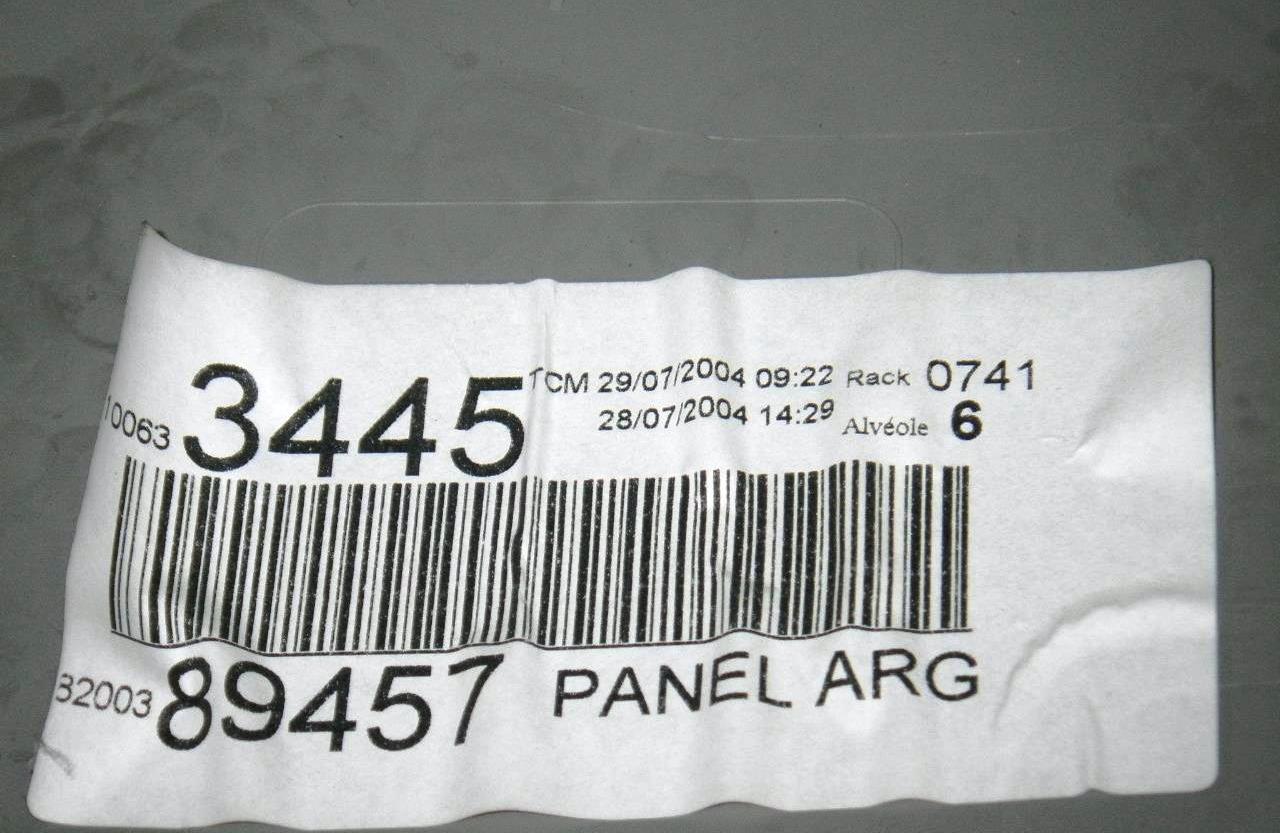 10063 3445 TCM 29/07/2004 09:22 Rack 0741
28/07/2004 14:29 Alvéole 6
82003 89457 PANEL ARG